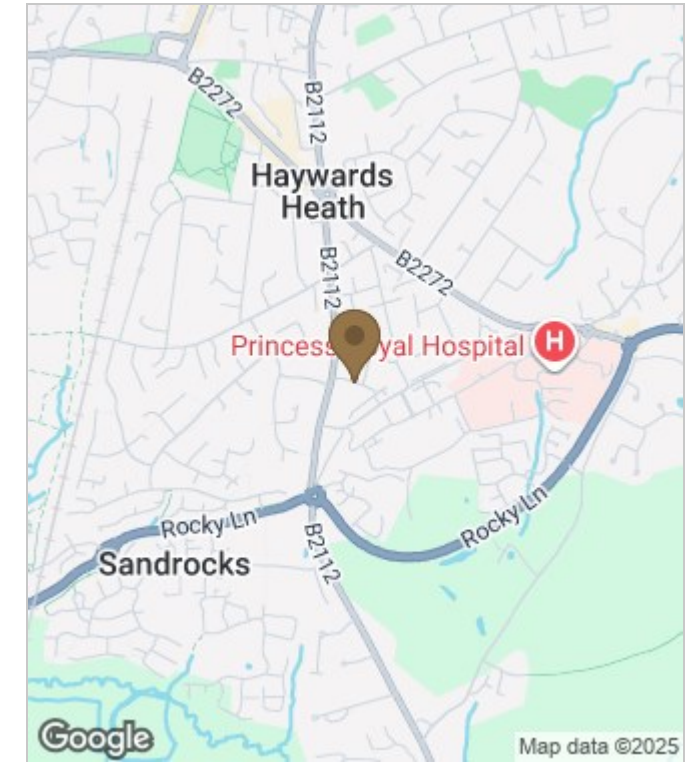 B2272
B2112
Haywards
Heath
B2112
B2272
Princess Royal Hospital
H
Rocky Ln
Rocky Ln
Sandrocks
B2112
Google
Map data ©2025